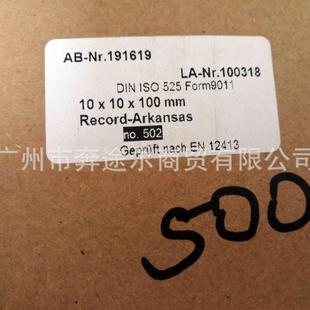 AB-Nr.191619
LA-Nr.100318
DIN ISO 525 Form9011
10 x 10 x 100 mm
Record-Arkansas
no. 502
广州市奔途尔商贸有限公司
Geprüft nach EN 12413
500